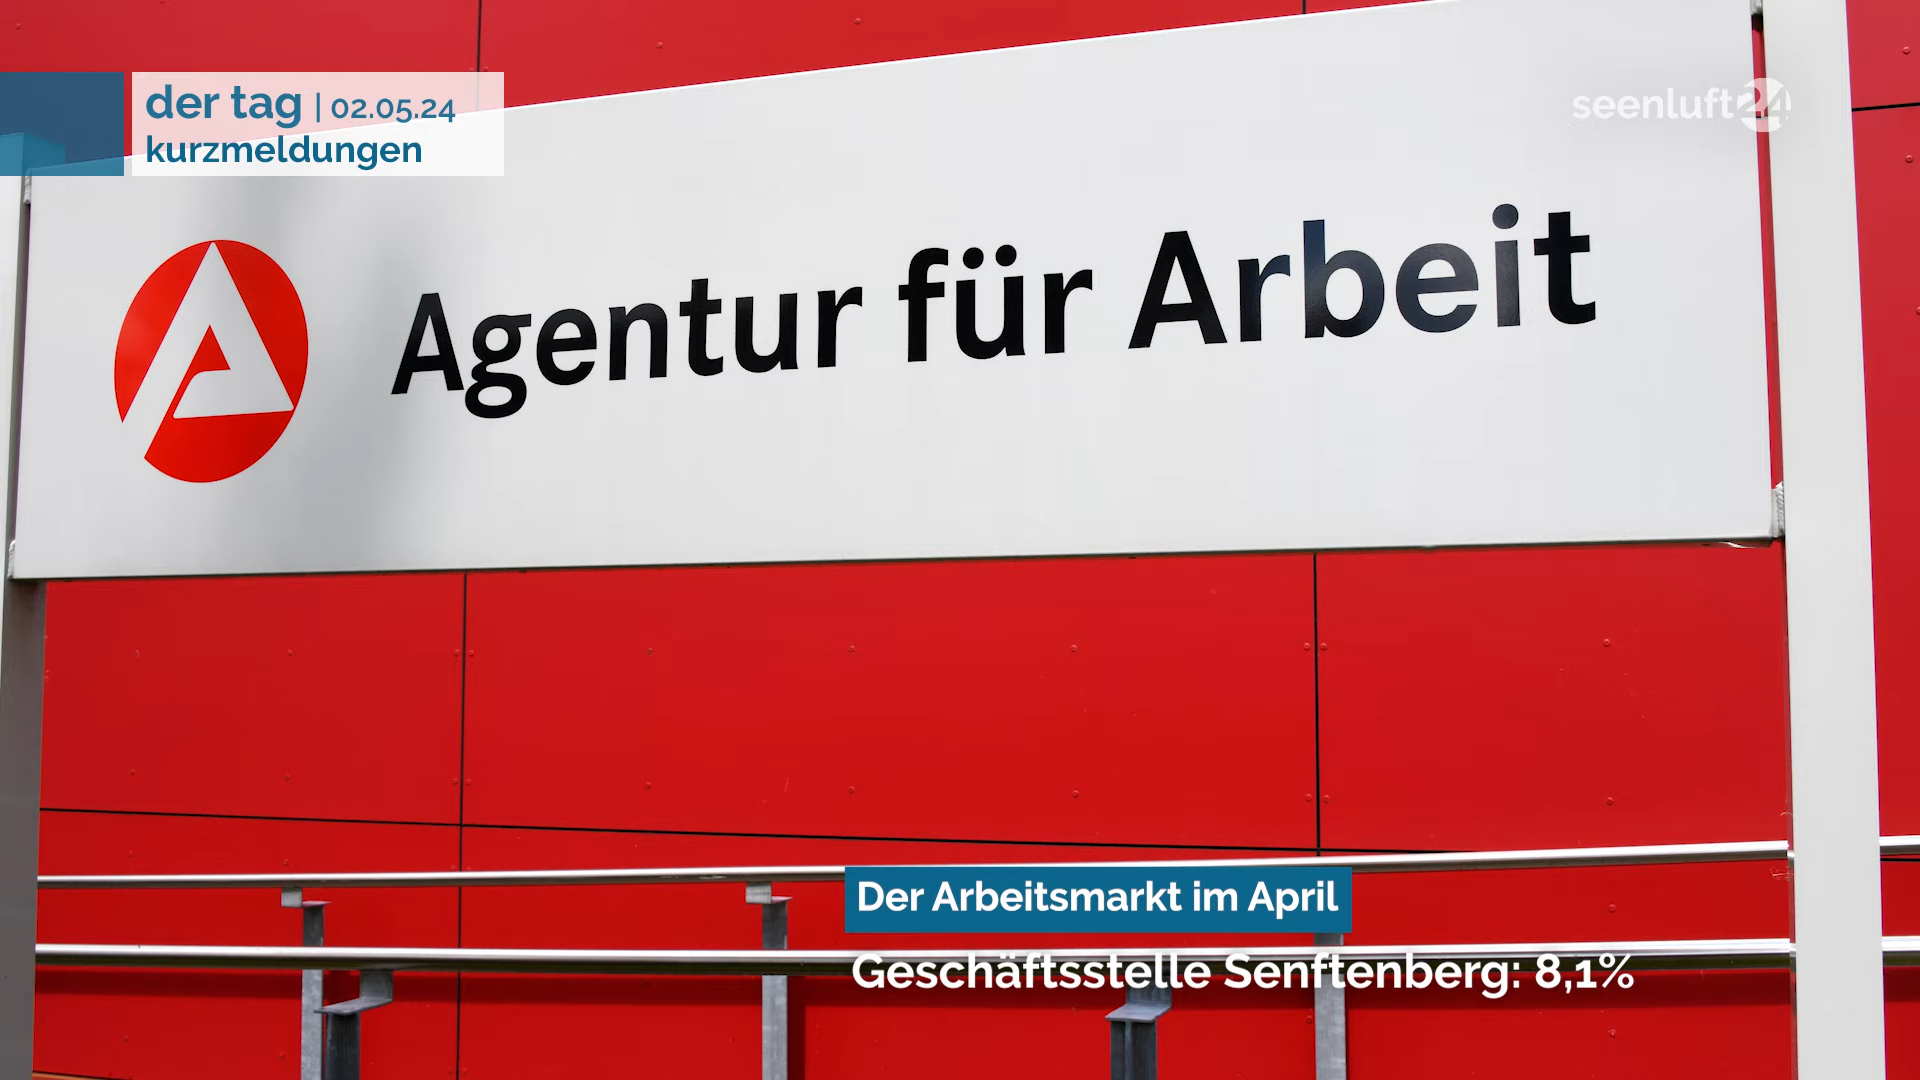 der tag | 02.05.24
kurzmeldungen
seenluft24
Agentur für Arbeit
Der Arbeitsmarkt im April
Geschäftsstelle Senftenberg: 8,1%